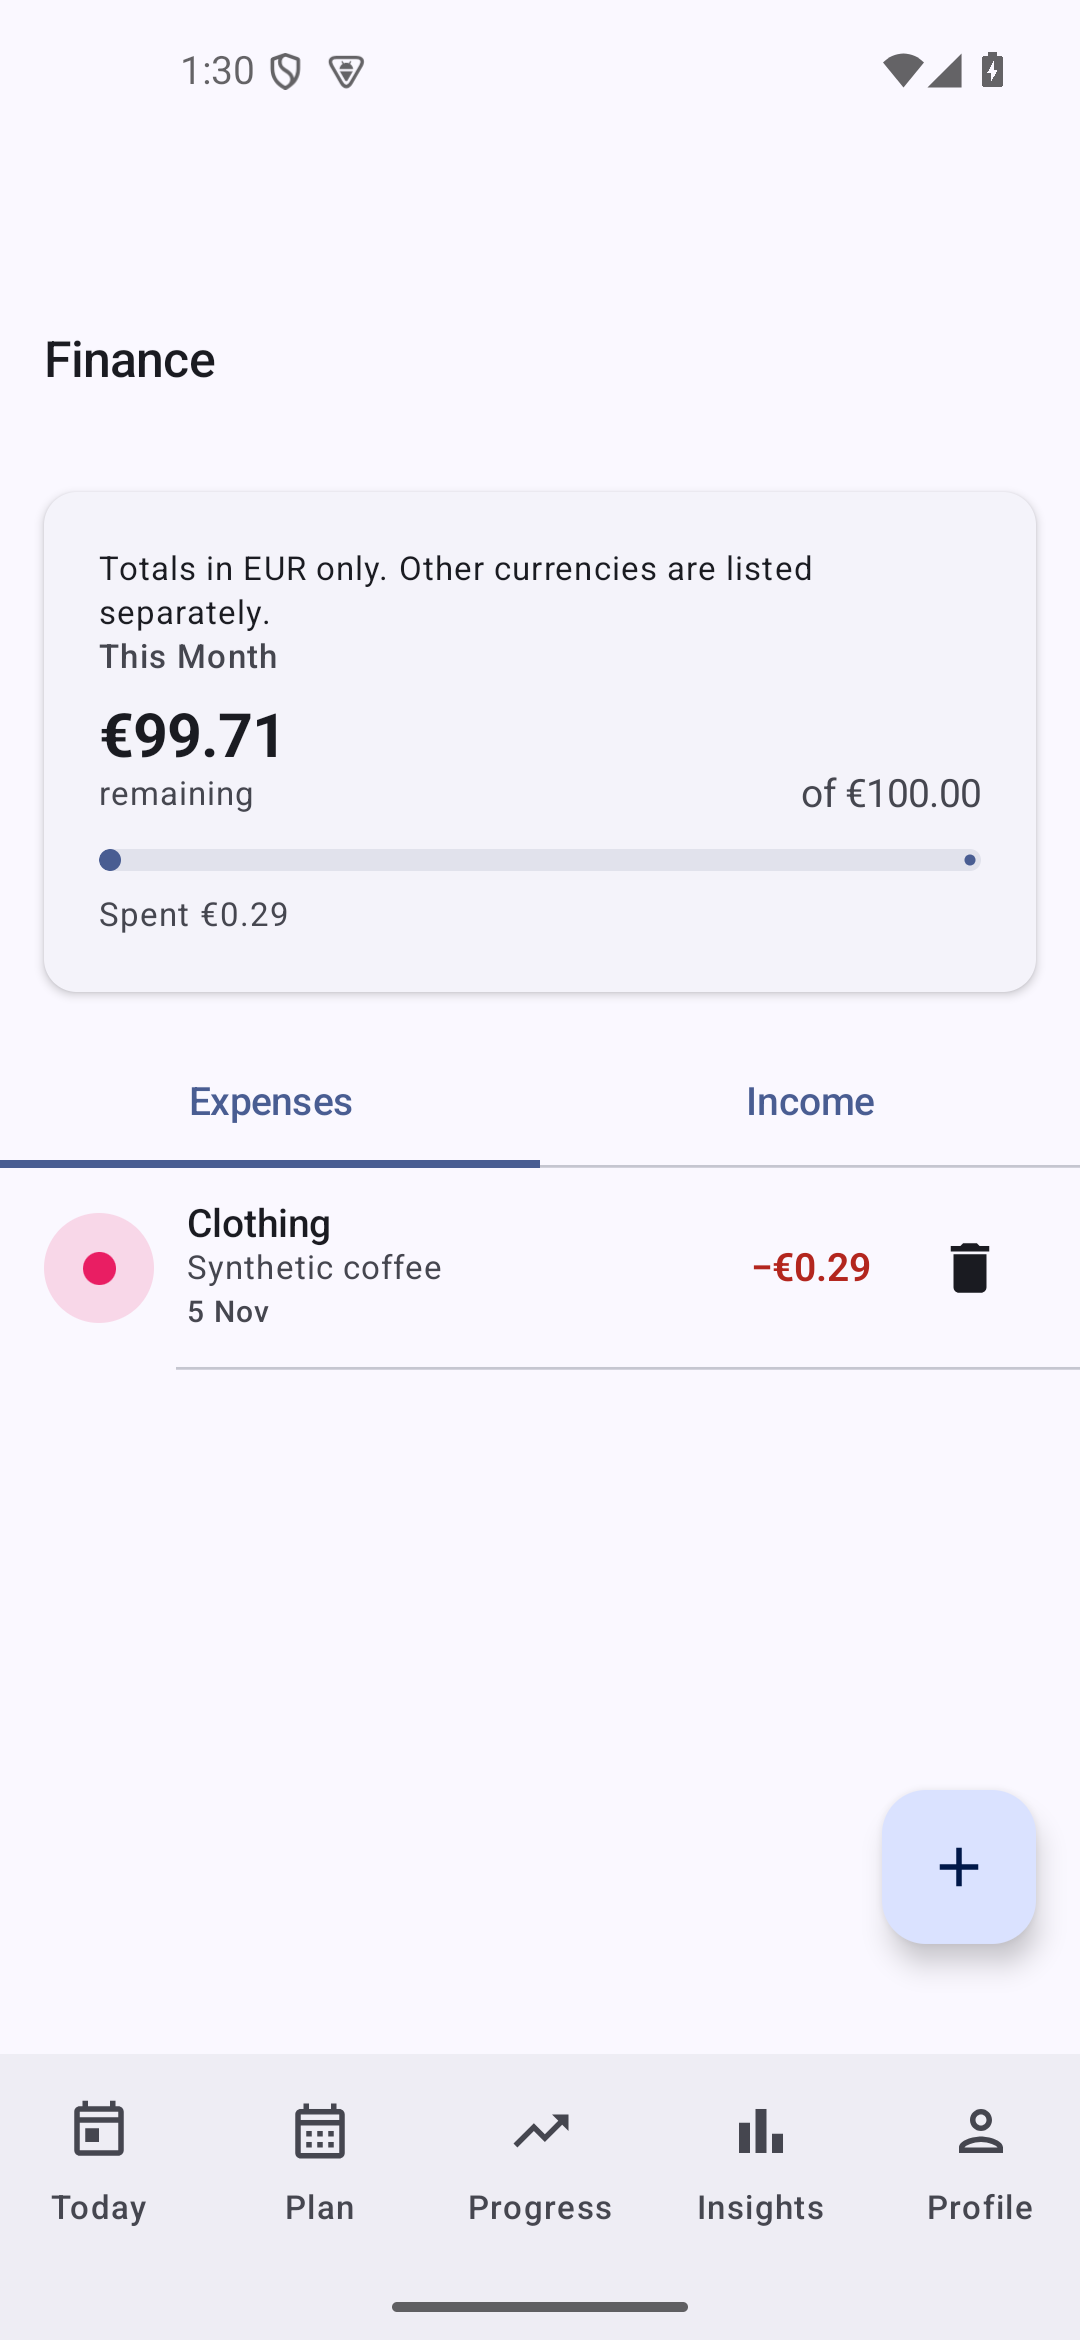 1:30
Finance
Totals in EUR only. Other currencies are listed
separately.
This Month
€99.71
remaining
of €100.00
Spent €0.29
Expenses
Income
Clothing
Synthetic coffee
−€0.29
5 Nov
Today
Plan
Progress
Insights
Profile